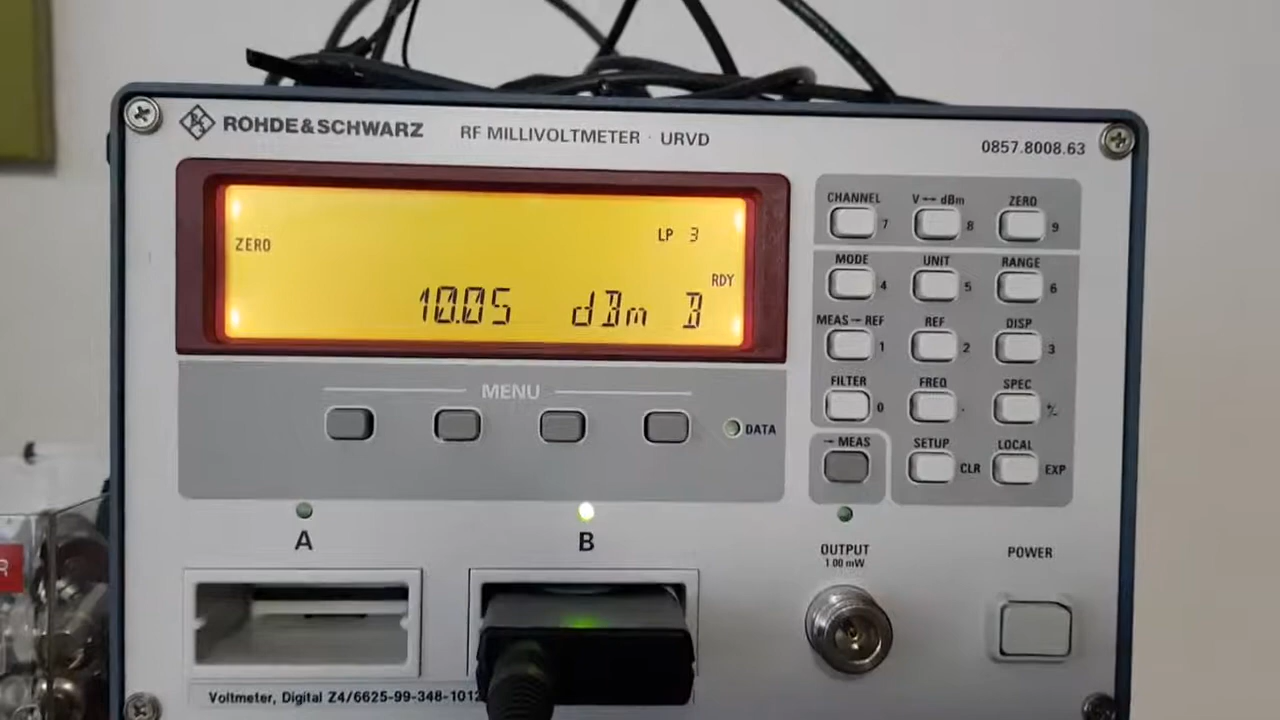 ROHDE&SCHWARZ RF MILLIVOLTMETER · URVD 0857.8008.63
ZERO LP 3
RDY
10.05 dBm B
CHANNEL 7 V↔dBm 8 ZERO 9
MODE 4 UNIT 5 RANGE 6
MEAS→REF 1 REF 2 DISP 3
FILTER 0 FREQ . SPEC -/.
→MEAS SETUP CLR LOCAL EXP
MENU
DATA
A B
OUTPUT
1.00 mW
POWER
Voltmeter, Digital Z4/6625-99-348-1012
R